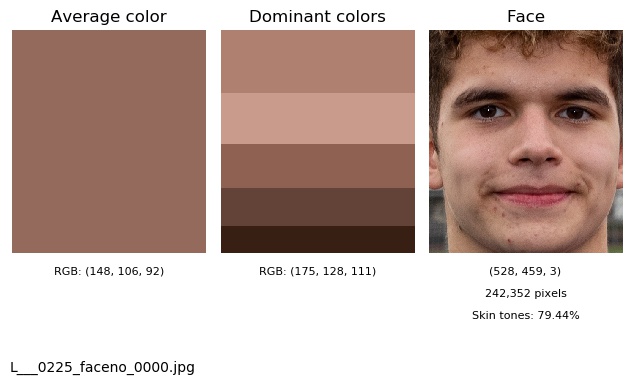 Average color
Dominant colors
Face
RGB: (148, 106, 92)
RGB: (175, 128, 111)
(528, 459, 3)
242,352 pixels
Skin tones: 79.44%
L___0225_faceno_0000.jpg